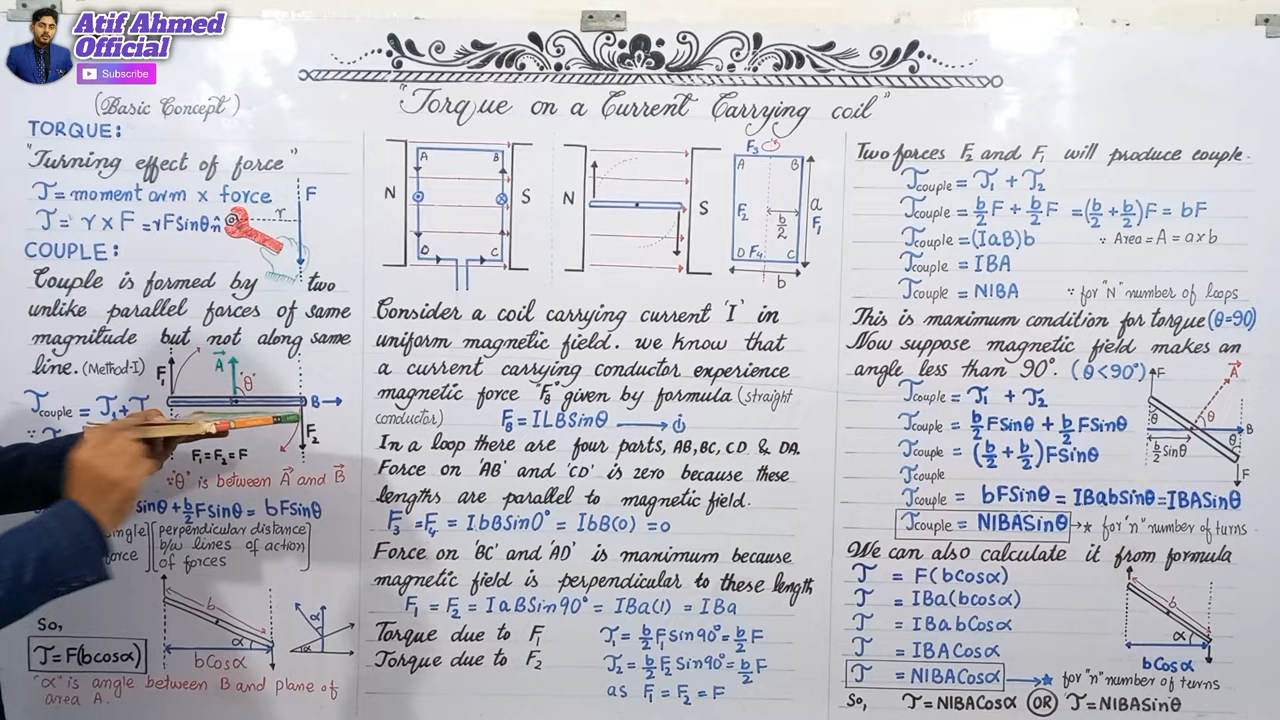 Atif Ahmed
Official
Subscribe
"Torque on a Current Carrying coil"
(Basic Concept)
TORQUE:
"Turning effect of force"
τ = moment arm × force
τ = r × F = rFSinθn̂
F
r
COUPLE:
Couple is formed by two
unlike parallel forces of same
magnitude but not along same
line. (Method-I)
F₁
A⃗
"θ"
B
F₂
τcouple = τ₁+τ
F₁=F₂=F
∵"θ" is between A⃗ and B⃗
sinθ + b/2 Fsinθ = bFsinθ
perpendicular distance
b/w lines of action
of forces
b
α
bCosα
α
α
So,
τ=F(bcosα)
"α" is angle between B and plane of
area A.
N
A
B
S
D
C
N
S
F₃
A
B
F₂
b/2
a
F₁
D
F₄
C
b
Consider a coil carrying current 'I' in
uniform magnetic field. we know that
a current carrying conductor experience
magnetic force "F_B" given by formula (straight
conductor)
F_B = ILBSinθ → i
In a loop there are four parts, AB, BC, CD & DA.
Force on 'AB' and 'CD' is zero because these
lengths are parallel to magnetic field.
F₃ = F₄ = IbBSin0° = IbB(0) = 0
Force on 'BC' and 'AD' is maximum because
magnetic field is perpendicular to these length
F₁ = F₂ = IaBSin90° = IBa(1) = IBa
Torque due to F₁ τ₁ = b/2 F₁ sin90° = b/2 F
Torque due to F₂ τ₂ = b/2 F₂ Sin90° = b/2 F
as F₁ = F₂ = F
Two forces F₂ and F₁ will produce couple.
τcouple = τ₁ + τ₂
τcouple = b/2 F + b/2 F = (b/2 + b/2)F = bF
τcouple = (IaB)b ∵ Area = A = a×b
τcouple = IBA
τcouple = NIBA ∵ for "N" number of loops
This is maximum condition for torque (θ=90)
Now suppose magnetic field makes an
angle less than 90°. (θ<90°)
F
A⃗
θ
θ
B
b/2 sinθ
θ
F
τcouple = τ₁ + τ₂
τcouple = b/2 Fsinθ + b/2 FSinθ
τcouple = (b/2 + b/2)FSinθ
τcouple
τcouple = bFSinθ = IBabsinθ = IBASinθ
τcouple = NIBASinθ → * for "n" number of turns
We can also calculate it from formula
τ = F(bcosα)
τ = IBa(bcosα)
τ = IBabCosα
τ = IBACosα
τ = NIBACosα → * for "n" number of turns
b
α
bCosα
So, τ = NIBACosα OR τ = NIBASinθ